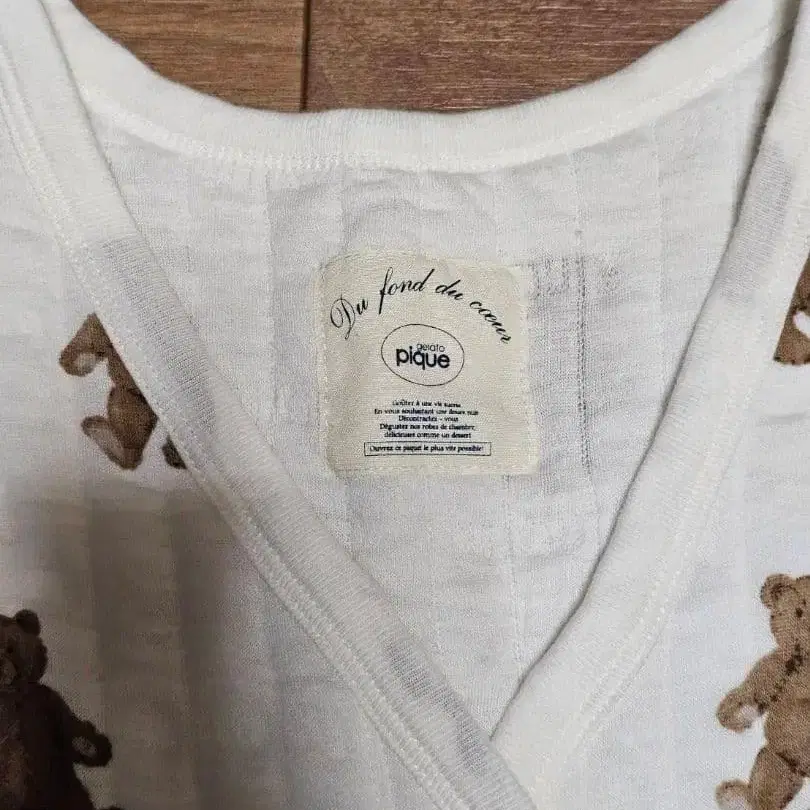 Du fond du cœur
gelato
pique
Goûtez à une vie sucrée
En vous souhaitant une douce nuit
Décontractez - vous
Dégustez nos robes de chambre,
délicieuses comme un dessert
Ouvrez ce paquet le plus vite possible!